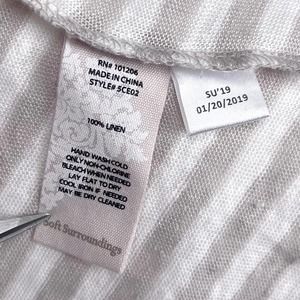 RN# 101206
MADE IN CHINA
STYLE# 5CE02
100% LINEN
HAND WASH COLD
ONLY NON-CHLORINE
BLEACH WHEN NEEDED
LAY FLAT TO DRY
COOL IRON IF NEEDED
MAY BE DRY CLEANED
Soft Surroundings
SU'19
01/20/2019